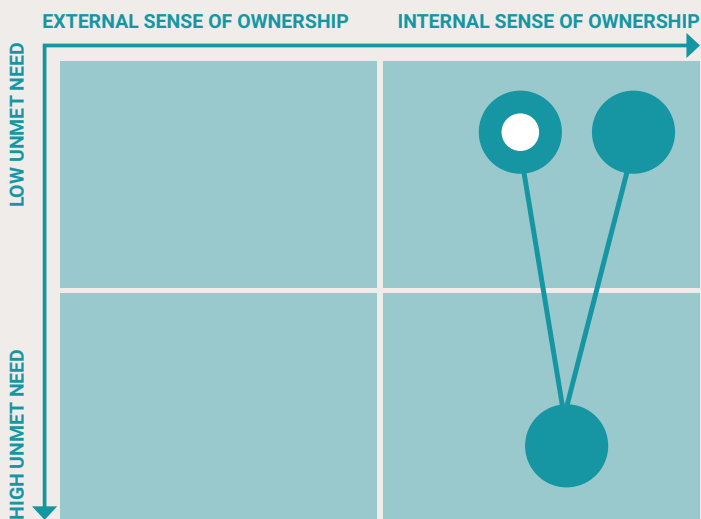 EXTERNAL SENSE OF OWNERSHIP
INTERNAL SENSE OF OWNERSHIP
LOW UNMET NEED
HIGH UNMET NEED